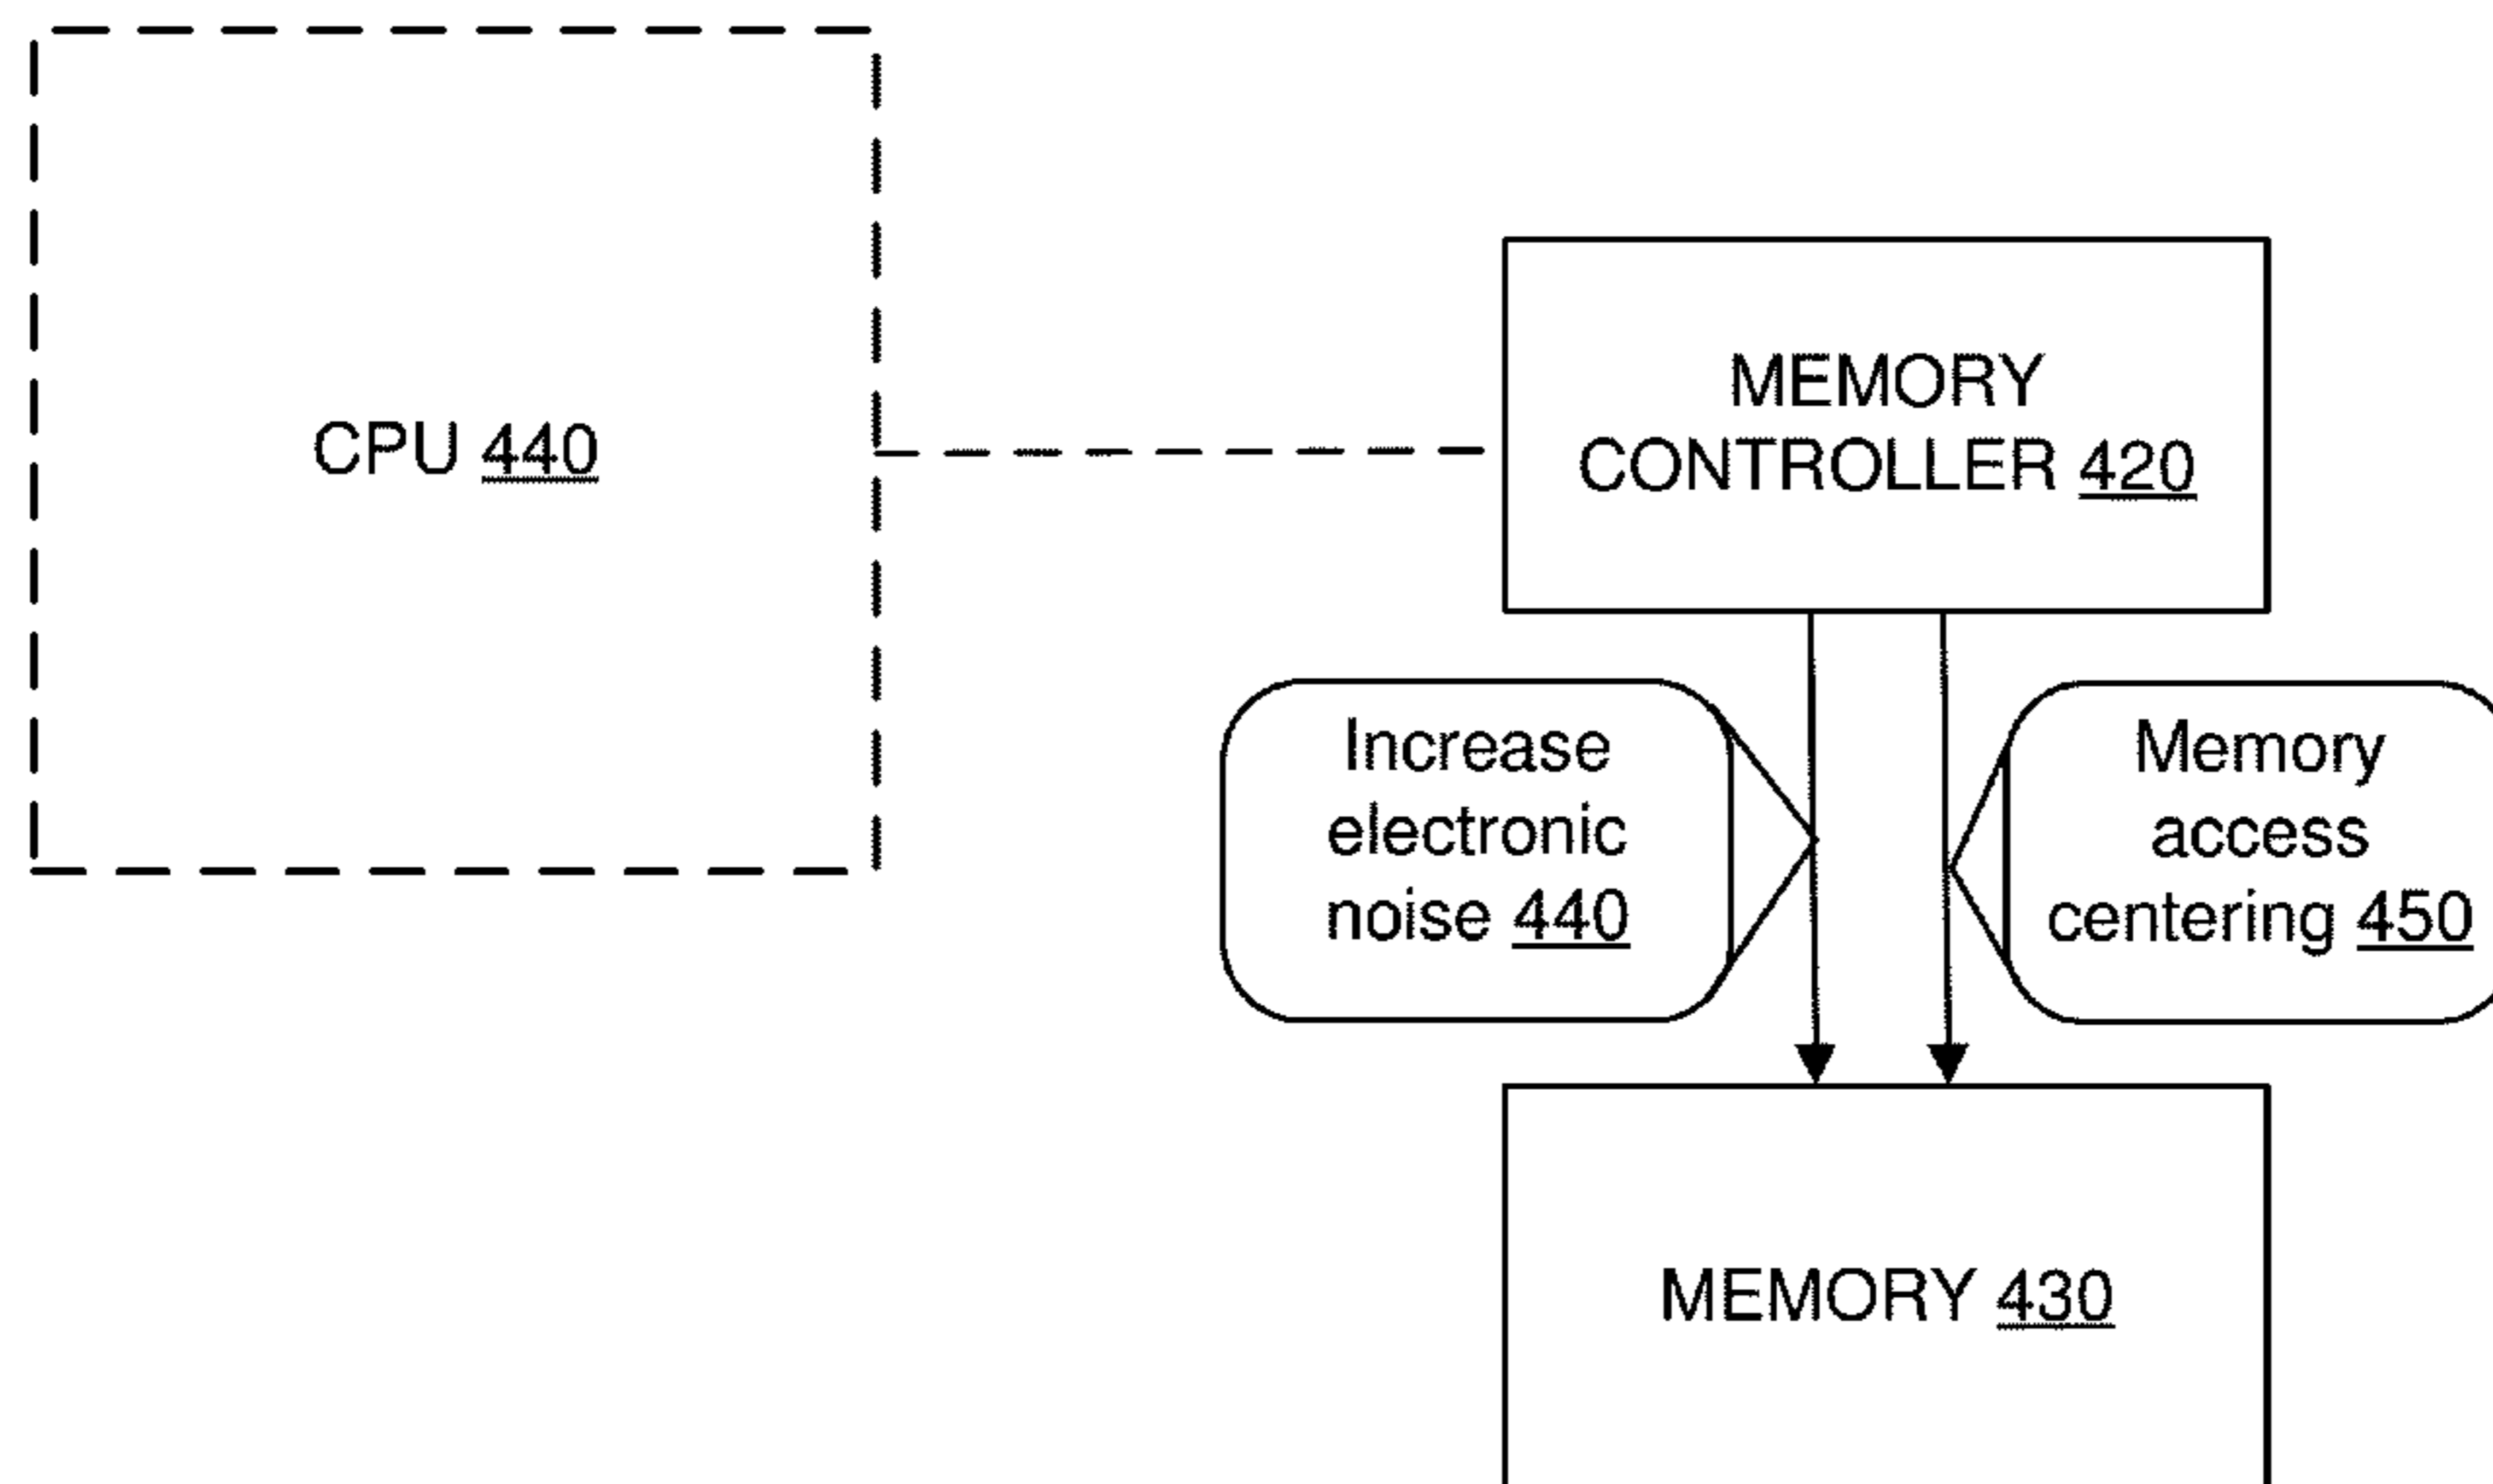 CPU 440
MEMORY
CONTROLLER 420
Increase
electronic
noise 440
Memory
access
centering 450
MEMORY 430